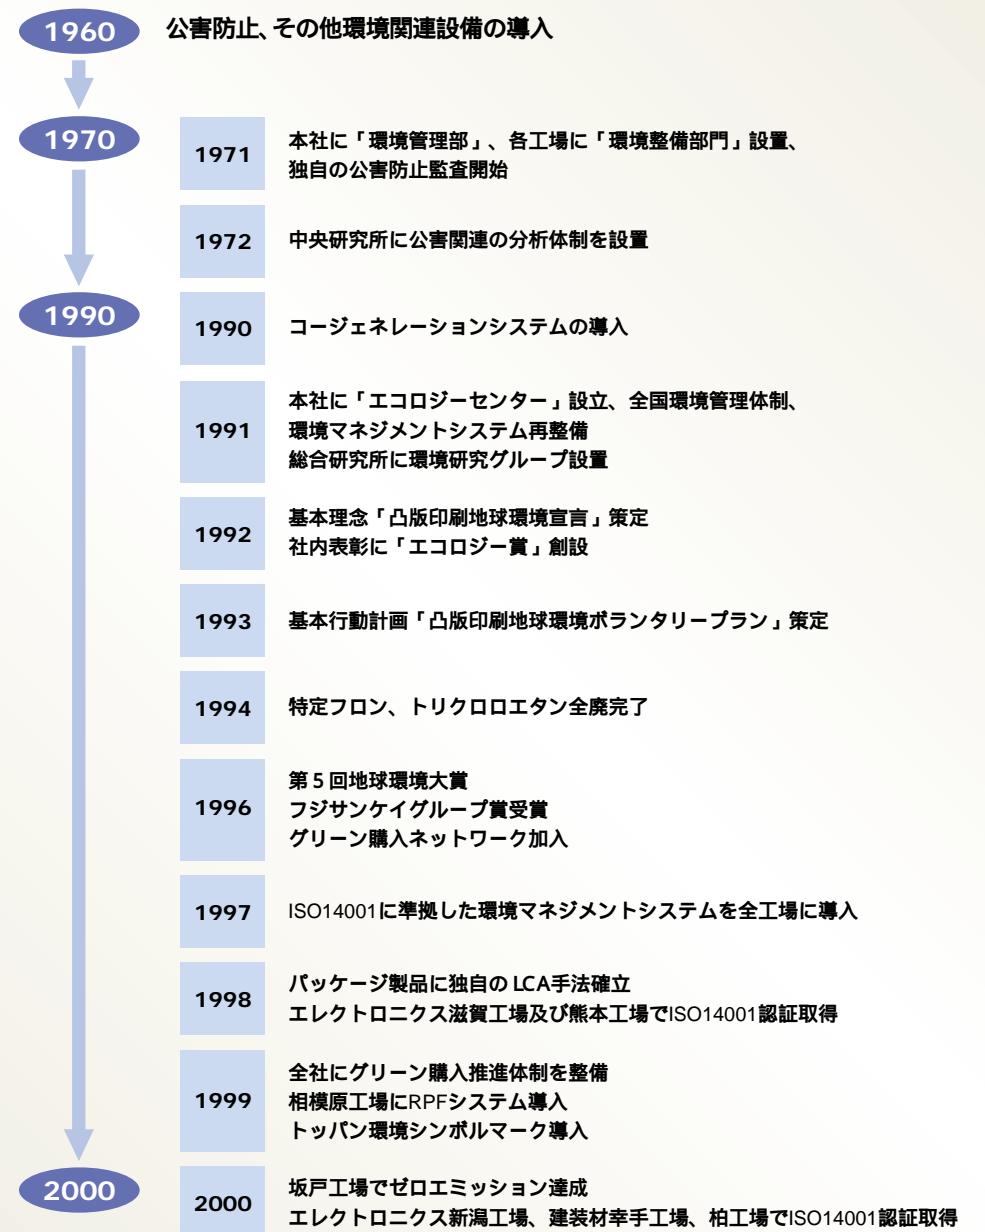 1960
公害防止、その他環境関連設備の導入
1970
1971
本社に「環境管理部」、各工場に「環境整備部門」設置、
独自の公害防止監査開始
1972
中央研究所に公害関連の分析体制を設置
1990
1990
コージェネレーションシステムの導入
1991
本社に「エコロジーセンター」設立、全国環境管理体制、
環境マネジメントシステム再整備
総合研究所に環境研究グループ設置
1992
基本理念「凸版印刷地球環境宣言」策定
社内表彰に「エコロジー賞」創設
1993
基本行動計画「凸版印刷地球環境ボランタリープラン」策定
1994
特定フロン、トリクロロエタン全廃完了
1996
第5回地球環境大賞
フジサンケイグループ賞受賞
グリーン購入ネットワーク加入
1997
ISO14001に準拠した環境マネジメントシステムを全工場に導入
1998
パッケージ製品に独自のLCA手法確立
エレクトロニクス滋賀工場及び熊本工場でISO14001認証取得
1999
全社にグリーン購入推進体制を整備
相模原工場にRPFシステム導入
トッパン環境シンボルマーク導入
2000
2000
坂戸工場でゼロエミッション達成
エレクトロニクス新潟工場、建装材幸手工場、柏工場でISO14001認証取得